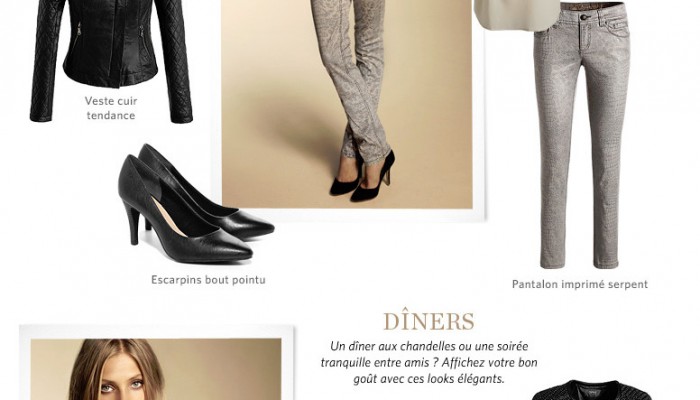 Veste cuir
tendance
Escarpins bout pointu
Pantalon imprimé serpent
DÎNERS
Un dîner aux chandelles ou une soirée
tranquille entre amis ? Affichez votre bon
goût avec ces looks élégants.